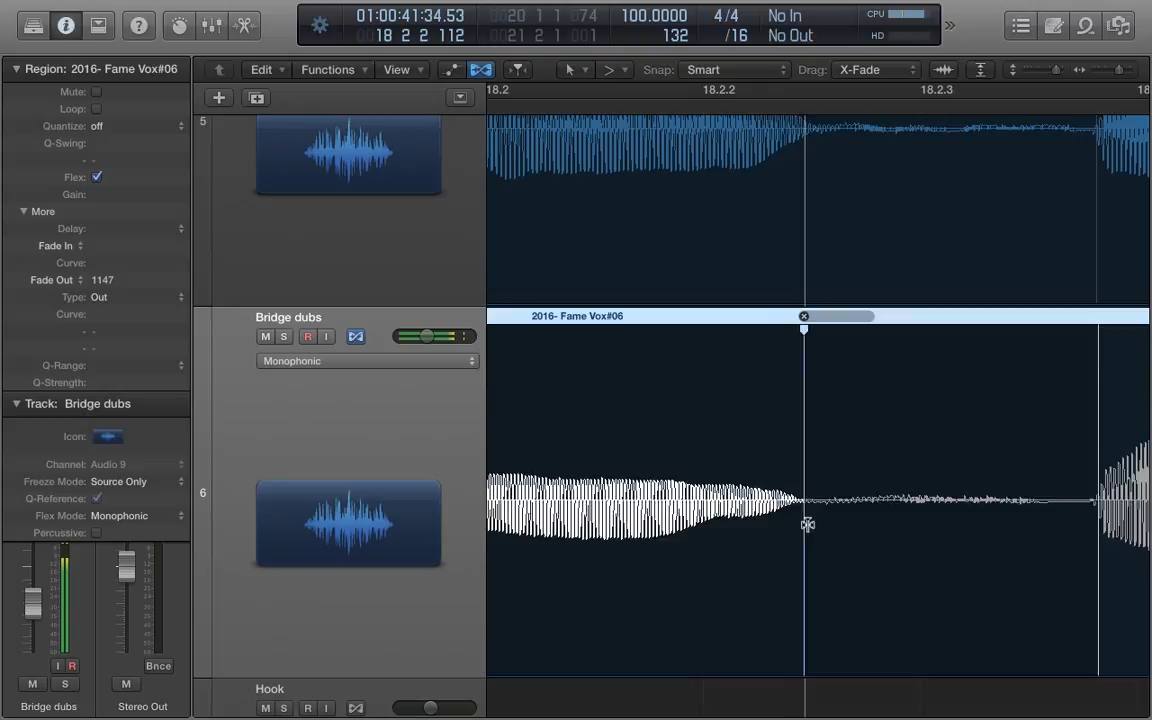 01:00:41:34.53
18 2 2 112
20 1 1 74
21 2 2
100.0000
132
4/4
/16
No In
No Out
CPU
HD
Region: 2016- Fame Vox#06
Edit
Functions
View
Snap: Smart
Drag: X-Fade
Mute:
Loop:
Quantize: off
Q-Swing:
Flex:
Gain:
More
Delay:
Fade In
Curve:
Fade Out 1147
Type: Out
Curve:
Q-Range:
Q-Strength:
Track: Bridge dubs
Icon:
Channel: Audio 9
Freeze Mode: Source Only
Q-Reference:
Flex Mode: Monophonic
Percussive:
I R
Bnce
M S
M
Bridge dubs
Stereo Out
18.2
18.2.2
18.2.3
18
5
6
Bridge dubs
M S R I
Monophonic
2016- Fame Vox#06
Hook
M S R I